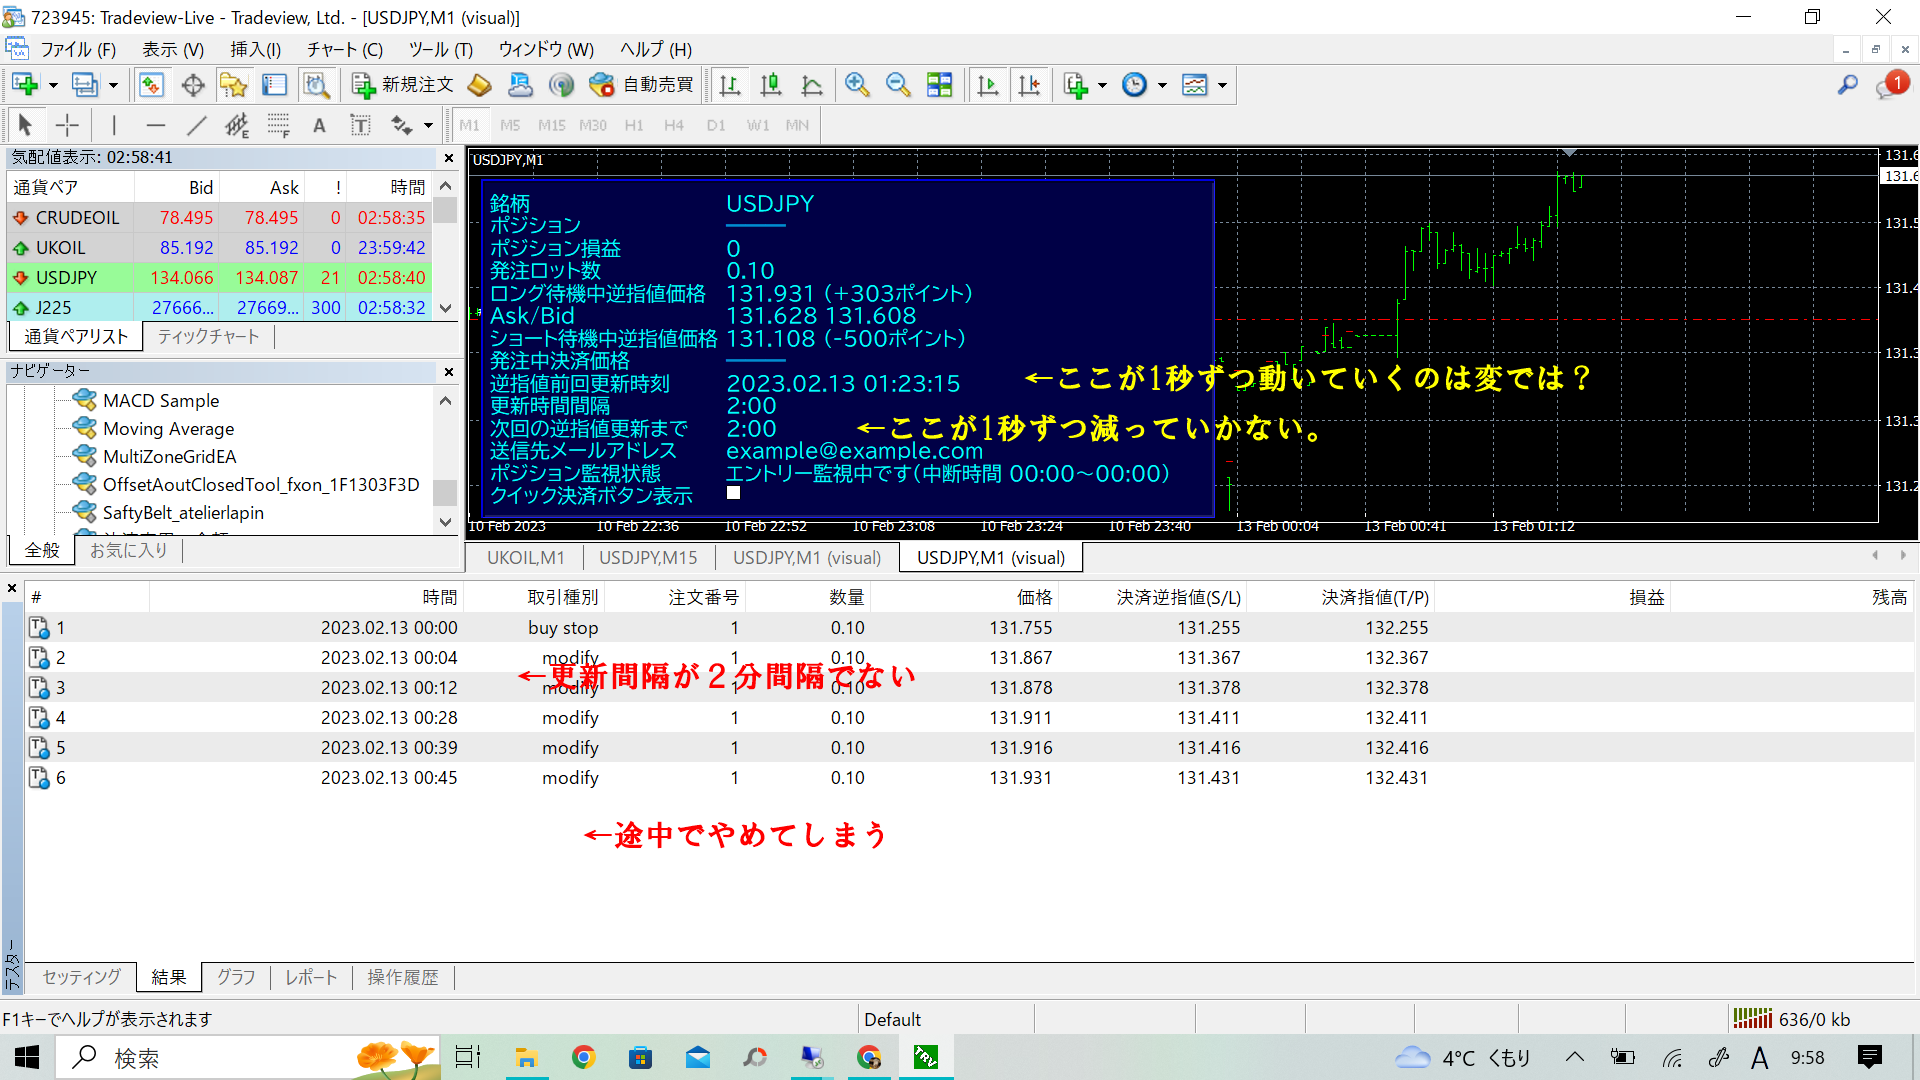 723945: Tradeview-Live - Tradeview, Ltd. - [USDJPY,M1 (visual)]
ファイル (F) 表示 (V) 挿入(I) チャート (C) ツール (T) ウィンドウ (W) ヘルプ (H)
新規注文 自動売買 1
A T M1 M5 M15 M30 H1 H4 D1 W1 MN
気配値表示: 02:58:41
通貨ペア Bid Ask ! 時間
CRUDEOIL 78.495 78.495 0 02:58:35
UKOIL 85.192 85.192 0 23:59:42
USDJPY 134.066 134.087 21 02:58:40
J225 27666... 27669... 300 02:58:32
通貨ペアリスト ティックチャート
ナビゲーター
MACD Sample
Moving Average
MultiZoneGridEA
OffsetAoutClosedTool_fxon_1F1303F3D
SaftyBelt_atelierlapin
全般 お気に入り
USDJPY,M1
銘柄 USDJPY
ポジション
ポジション損益 0
発注ロット数 0.10
ロング待機中逆指値価格 131.931 (+303ポイント)
Ask/Bid 131.628 131.608
ショート待機中逆指値価格 131.108 (-500ポイント)
発注中決済価格
逆指値前回更新時刻 2023.02.13 01:23:15 ←ここが1秒ずつ動いていくのは変では？
更新時間間隔 2:00
次回の逆指値更新まで 2:00 ←ここが1秒ずつ減っていかない。
送信先メールアドレス example@example.com
ポジション監視状態 エントリー監視中です(中断時間 00:00～00:00)
クイック決済ボタン表示
131.6
131.6
131.5
131.4
131.3
131.3
131.2
10 Feb 2023 10 Feb 22:36 10 Feb 22:52 10 Feb 23:08 10 Feb 23:24 10 Feb 23:40 13 Feb 00:04 13 Feb 00:41 13 Feb 01:12
UKOIL,M1 USDJPY,M15 USDJPY,M1 (visual) USDJPY,M1 (visual)
# 時間 取引種別 注文番号 数量 価格 決済逆指値(S/L) 決済指値(T/P) 損益 残高
1 2023.02.13 00:00 buy stop 1 0.10 131.755 131.255 132.255
2 2023.02.13 00:04 modify 1 0.10 131.867 131.367 132.367
←更新間隔が２分間隔でない
3 2023.02.13 00:12 modify 1 0.10 131.878 131.378 132.378
4 2023.02.13 00:28 modify 1 0.10 131.911 131.411 132.411
5 2023.02.13 00:39 modify 1 0.10 131.916 131.416 132.416
6 2023.02.13 00:45 modify 1 0.10 131.931 131.431 132.431
←途中でやめてしまう
テスター
セッティング 結果 グラフ レポート 操作履歴
F1キーでヘルプが表示されます Default 636/0 kb
検索 TRV 4°C くもり A 9:58